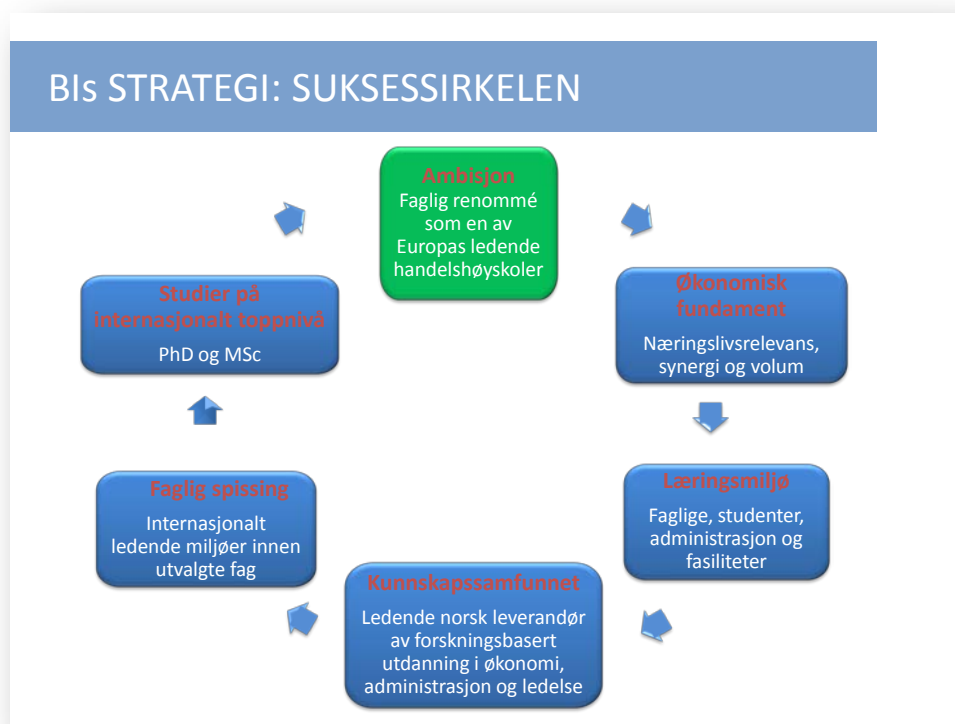 BIs STRATEGI: SUKSESSIRKELEN
Ambisjon
Faglig renommé
som en av
Europas ledende
handelshøyskoler
Økonomisk
fundament
Næringslivsrelevans,
synergi og volum
Læringsmiljø
Faglige, studenter,
administrasjon og
fasiliteter
Kunnskapssamfunnet
Ledende norsk leverandør
av forskningsbasert
utdanning i økonomi,
administrasjon og ledelse
Faglig spissing
Internasjonalt
ledende miljøer innen
utvalgte fag
Studier på
internasjonalt toppnivå
PhD og MSc